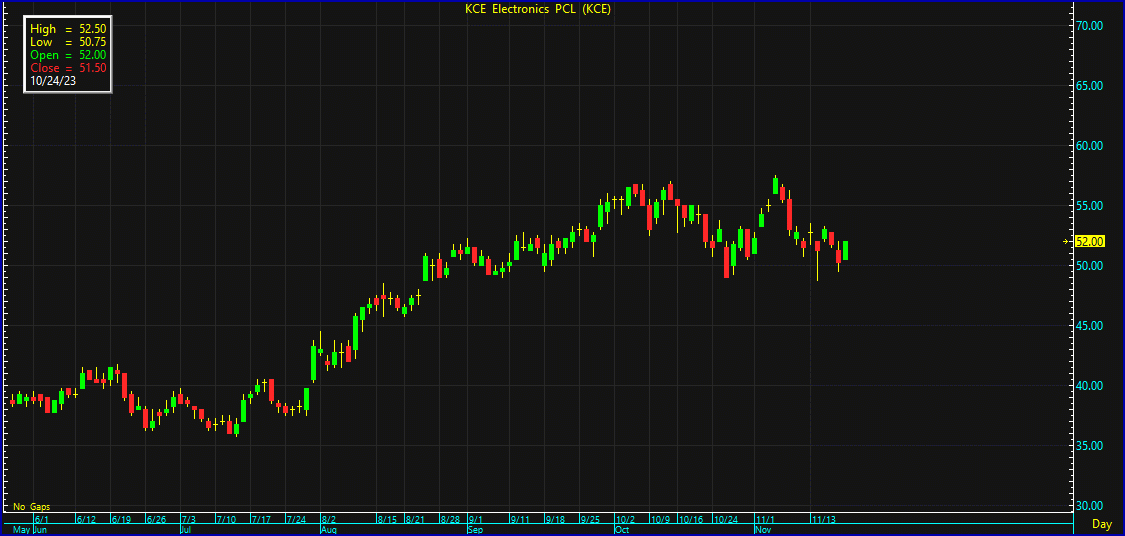 KCE Electronics PCL (KCE)
High = 52.50
Low = 50.75
Open = 52.00
Close = 51.50
10/24/23
70.00
65.00
60.00
55.00
52.00
50.00
45.00
40.00
35.00
30.00
No Gaps
6/1 6/12 6/19 6/26 7/3 7/10 7/17 7/24 8/2 8/15 8/21 8/28 9/1 9/11 9/18 9/25 10/2 10/9 10/16 10/24 11/1 11/13
May Jun Jul Aug Sep Oct Nov
Day